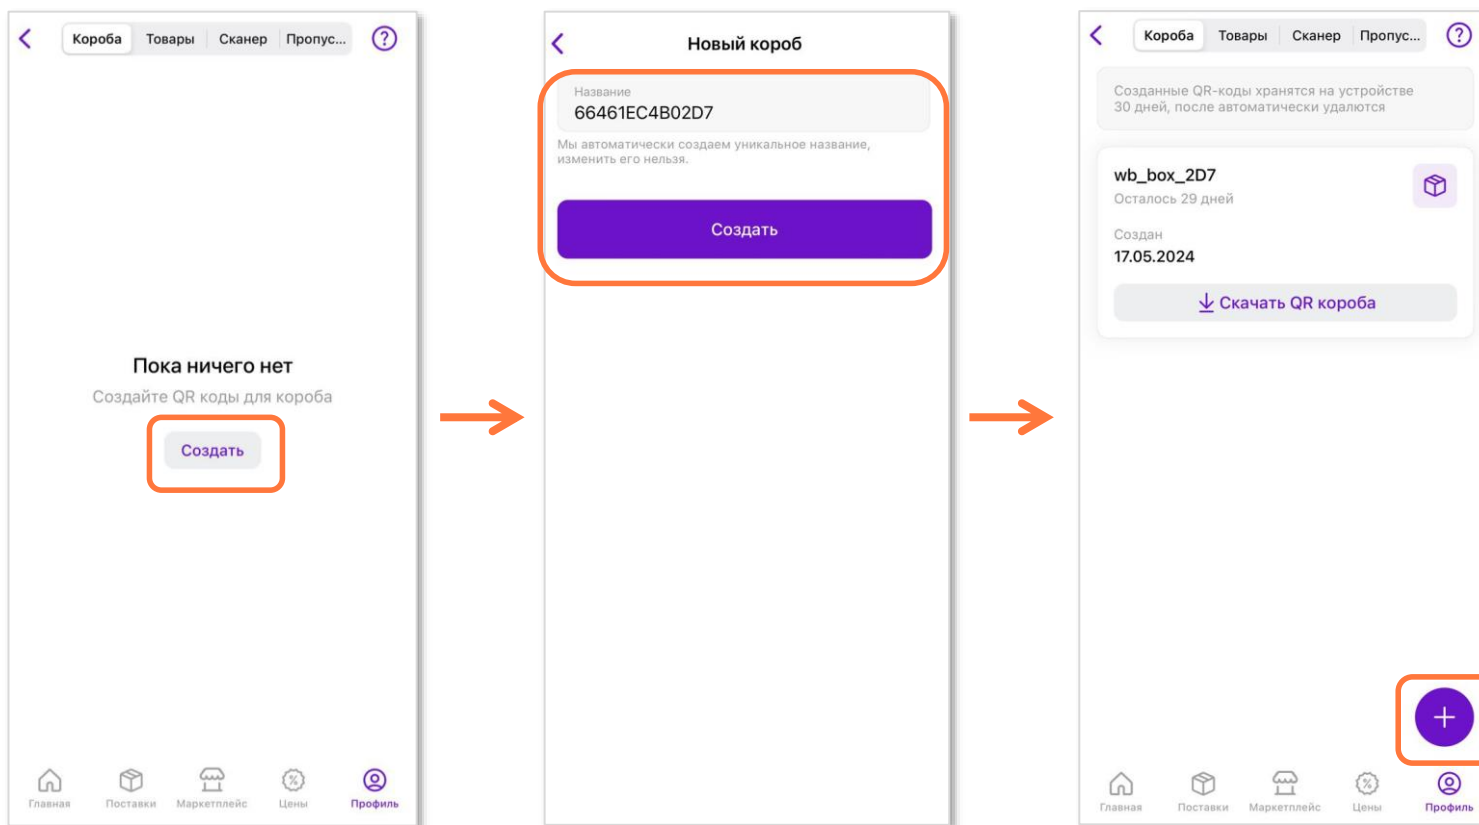 Короба Товары Сканер Пропус... ?
Пока ничего нет
Создайте QR коды для короба
Создать
Главная Поставки Маркетплейс Цены Профиль
Новый короб
Название
66461EC4B02D7
Мы автоматически создаем уникальное название,
изменить его нельзя.
Создать
Короба Товары Сканер Пропус... ?
Созданные QR-коды хранятся на устройстве
30 дней, после автоматически удалются
wb_box_2D7
Осталось 29 дней
Создан
17.05.2024
Скачать QR короба
Главная Поставки Маркетплейс Цены Профиль